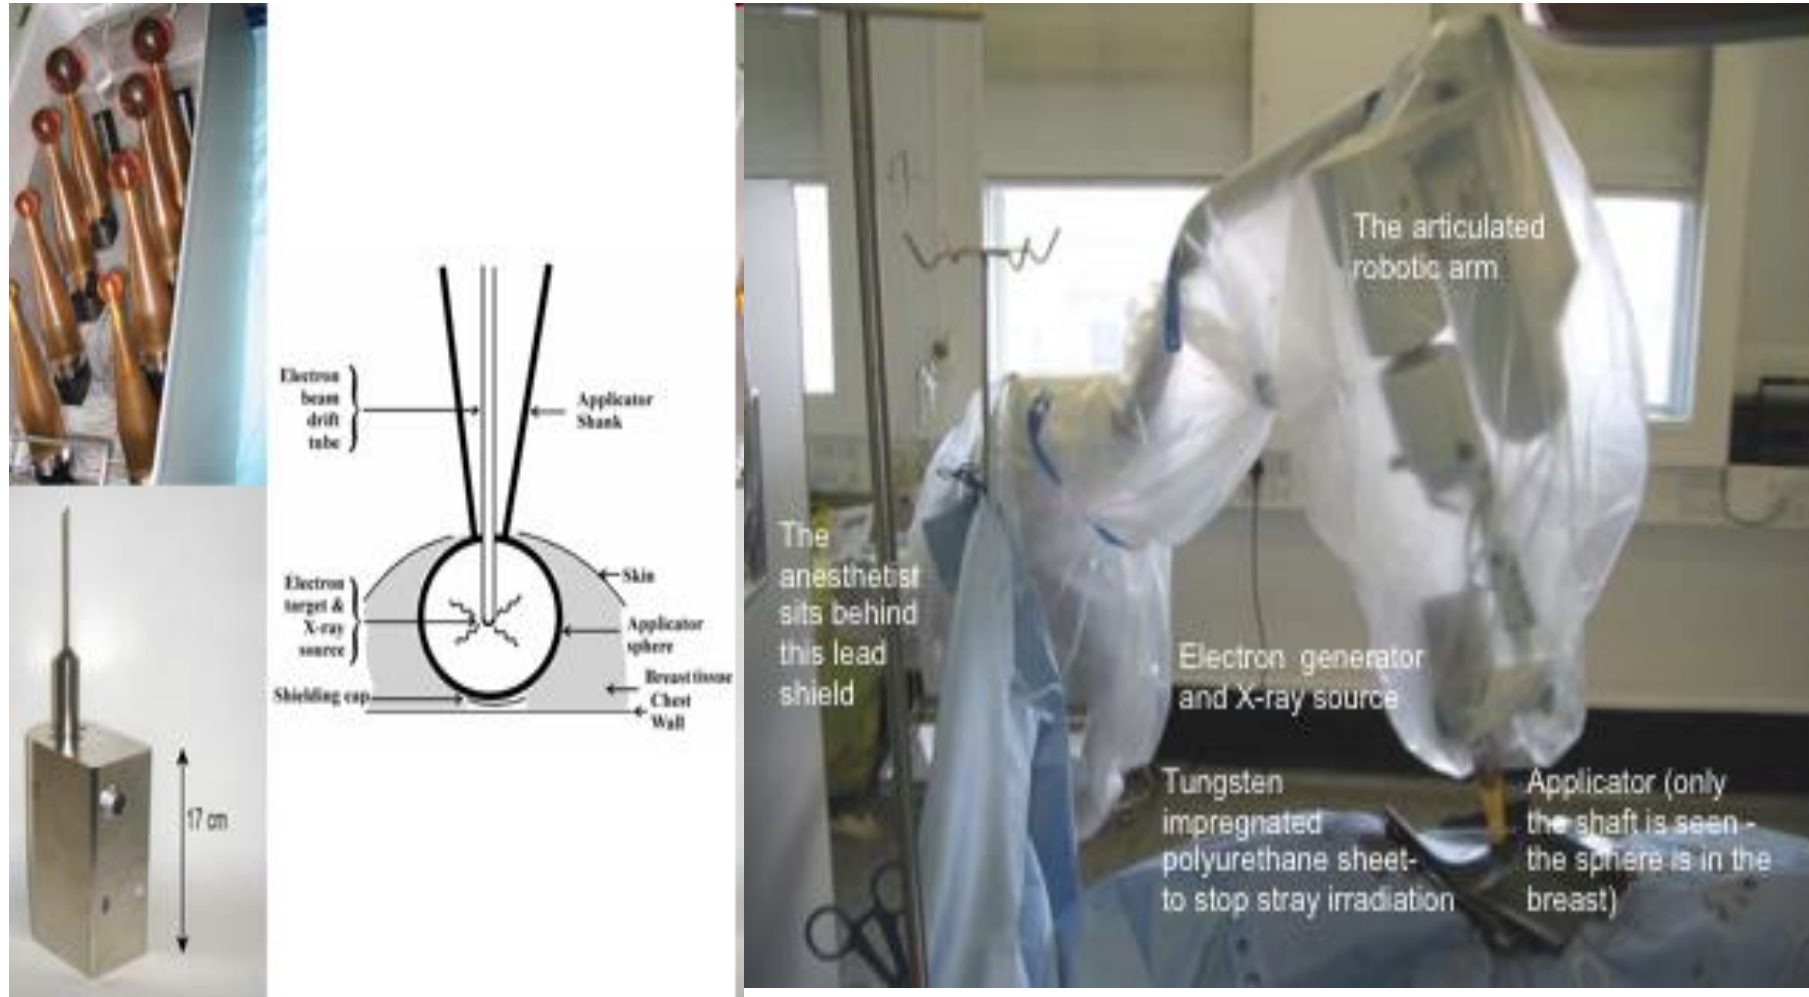 Electron
beam
drift
tube
Applicator
Shank
Electron
target &
X-ray
source
Skin
Applicator
sphere
Shielding cap
Breast tissue
Chest
Wall
17 cm
The articulated
robotic arm
The
anesthetist
sits behind
this lead
shield
Electron generator
and X-ray source
Tungsten
impregnated
polyurethane sheet-
to stop stray irradiation
Applicator (only
the shaft is seen -
the sphere is in the
breast)